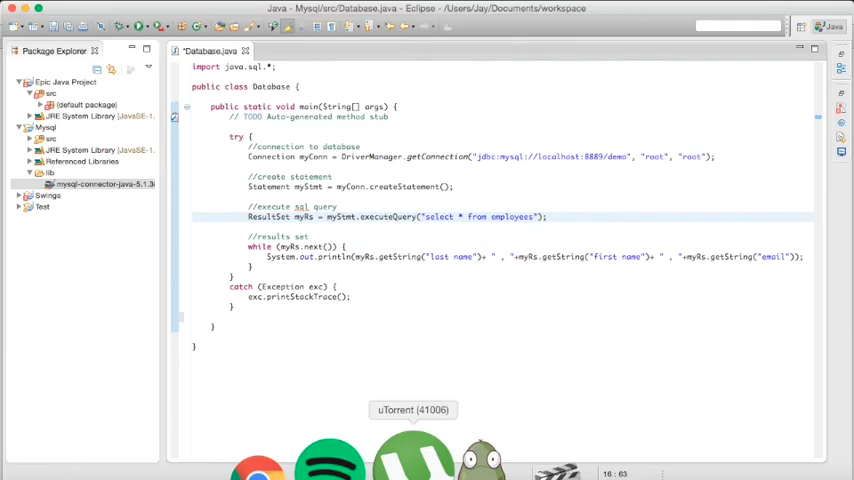 Java - Mysql/src/Database.java - Eclipse - /Users/Jay/Documents/workspace
Java
Package Explorer
*Database.java
Epic Java Project
src
(default package)
JRE System Library [JavaSE-1.
Mysql
src
JRE System Library [JavaSE-1.
Referenced Libraries
lib
mysql-connector-java-5.1.3
Swings
Test
import java.sql.*;
public class Database {
public static void main(String[] args) {
// TODO Auto-generated method stub
try {
//connection to database
Connection myConn = DriverManager.getConnection("jdbc:mysql://localhost:8889/demo", "root", "root");
//create statement
Statement myStmt = myConn.createStatement();
//execute sql query
ResultSet myRs = myStmt.executeQuery("select * from employees");
//results set
while (myRs.next()) {
System.out.println(myRs.getString("last name")+ " , "+myRs.getString("first name")+ " , "+myRs.getString("email"));
}
}
catch (Exception exc) {
exc.printStackTrace();
}
}
}
uTorrent (41006)
16 : 63